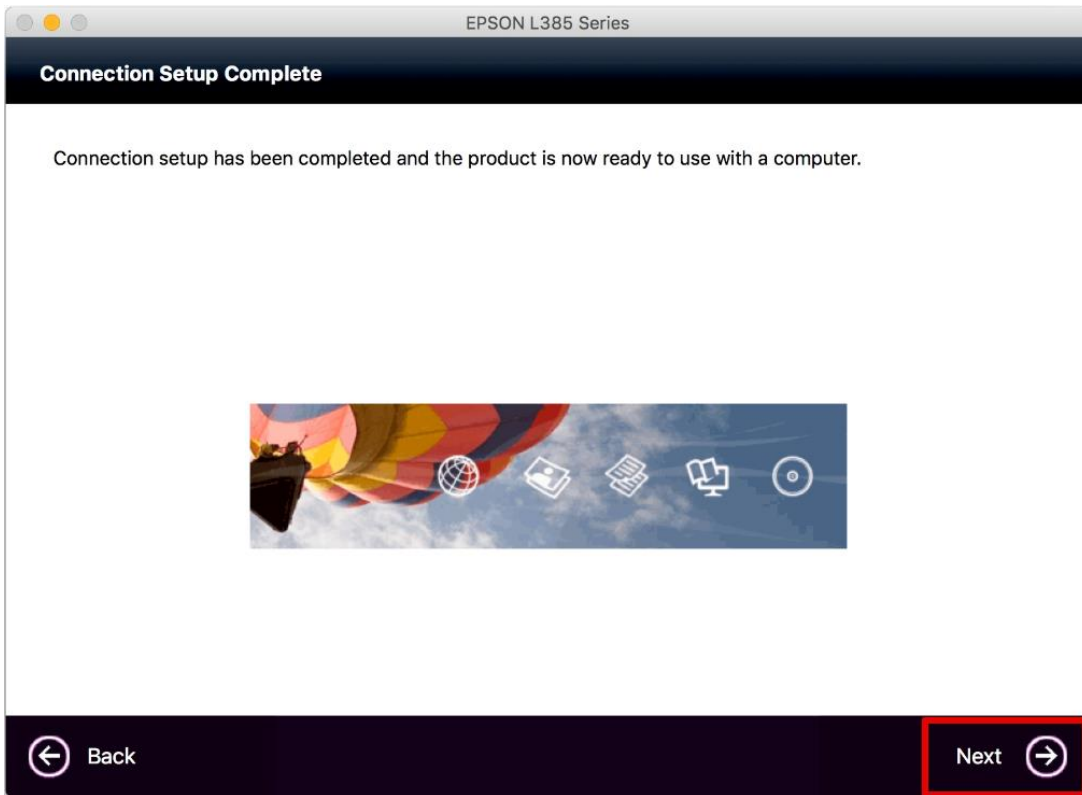 EPSON L385 Series
Connection Setup Complete
Connection setup has been completed and the product is now ready to use with a computer.
Back
Next